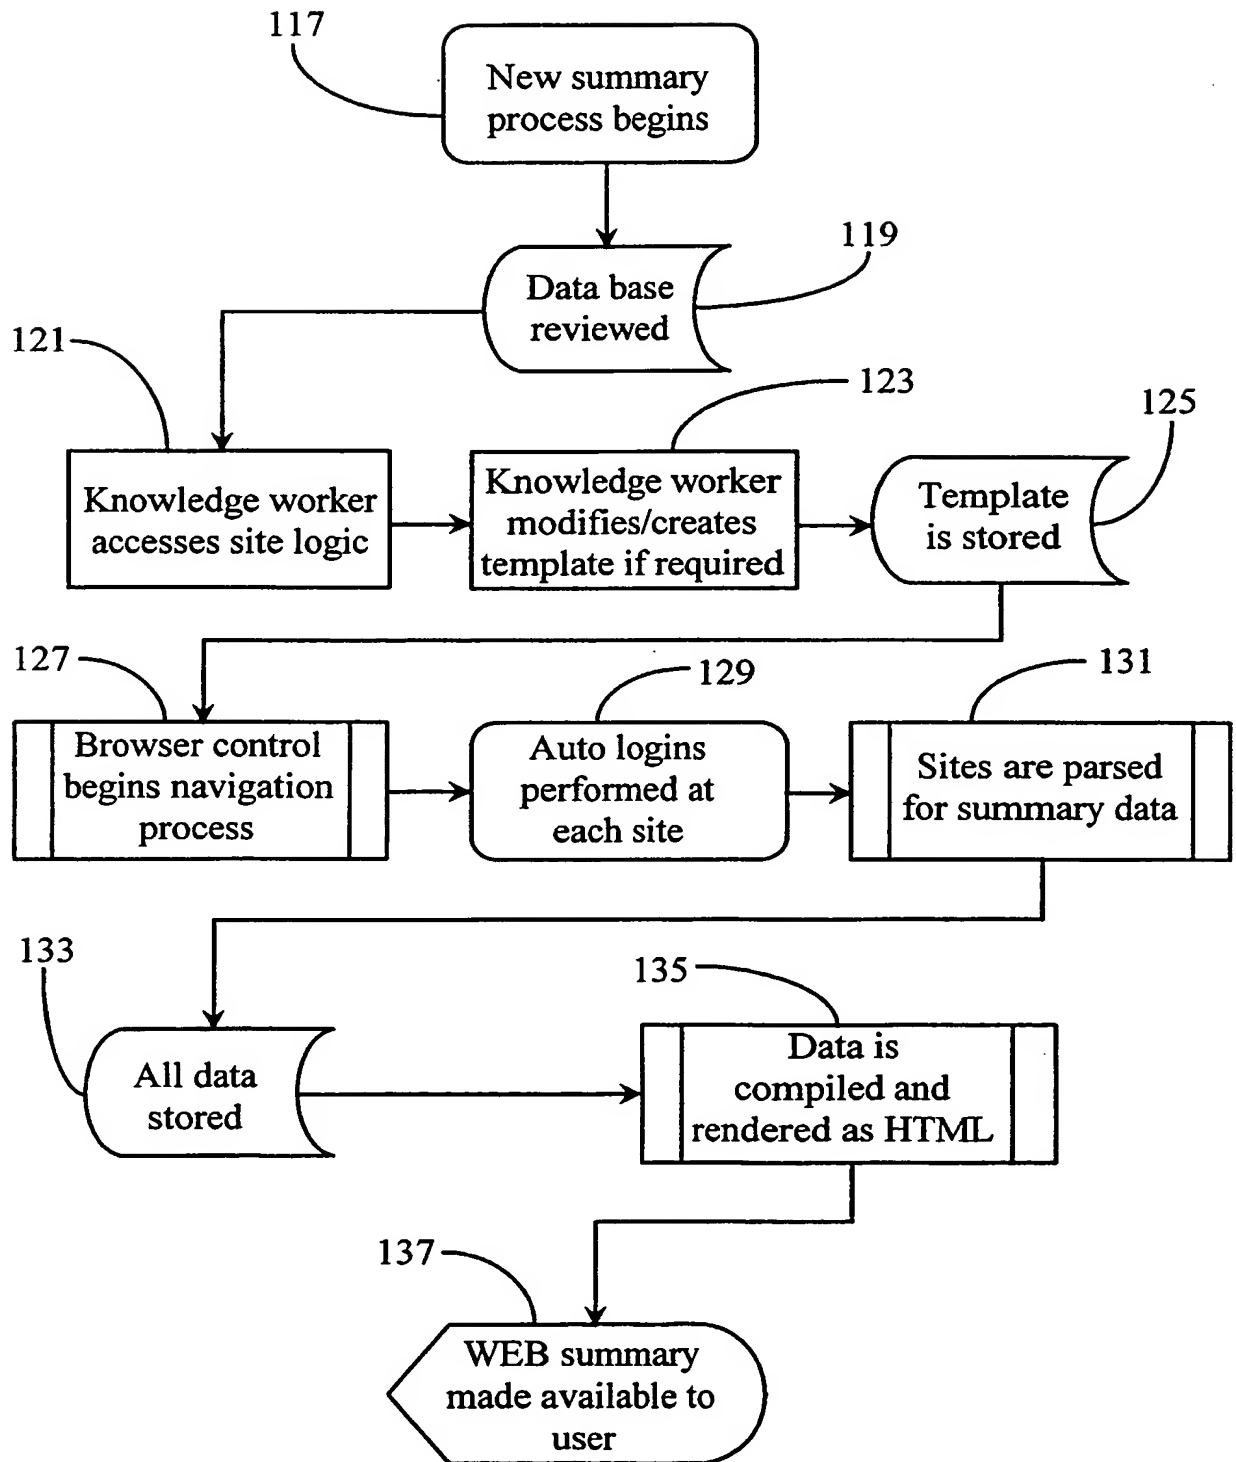 117
New summary
process begins
119
Data base
reviewed
121
Knowledge worker
accesses site logic
123
Knowledge worker
modifies/creates
template if required
125
Template
is stored
127
Browser control
begins navigation
process
129
Auto logins
performed at
each site
131
Sites are parsed
for summary data
133
All data
stored
135
Data is
compiled and
rendered as HTML
137
WEB summary
made available to
user